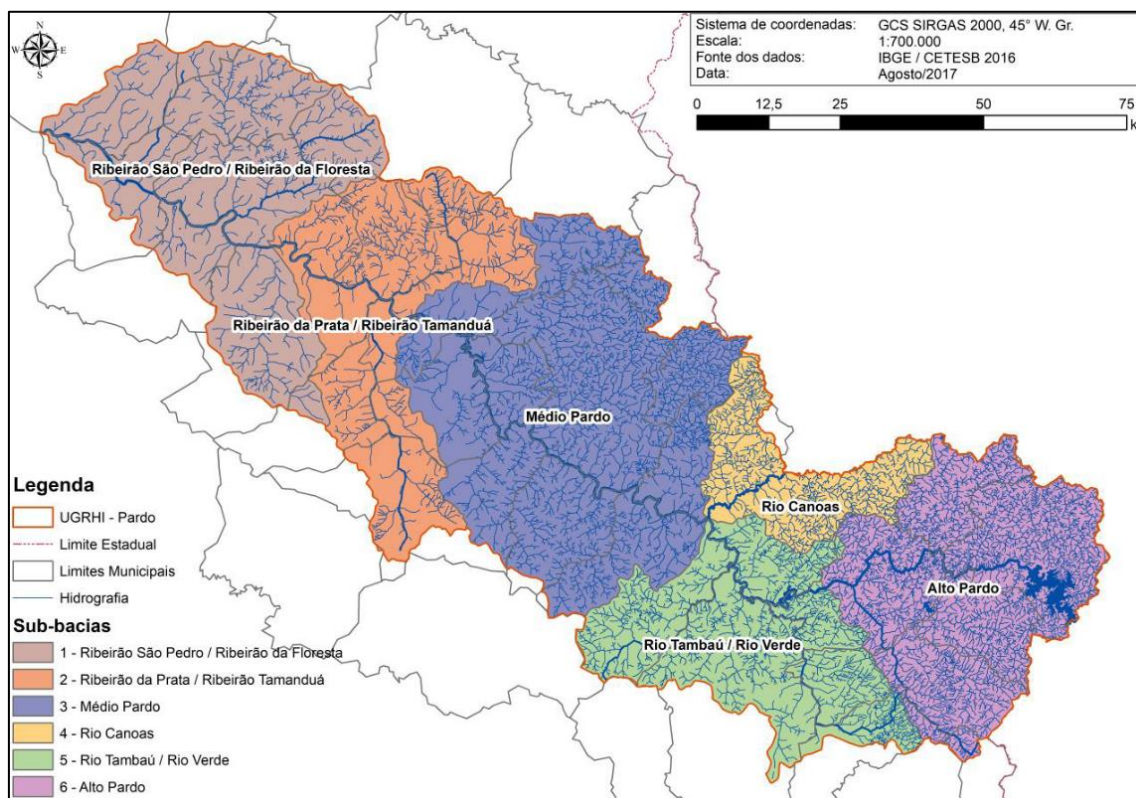 N
W
E
S
Sistema de coordenadas: GCS SIRGAS 2000, 45° W. Gr.
Escala: 1:700.000
Fonte dos dados: IBGE / CETESB 2016
Data: Agosto/2017
0 12,5 25 50 75
k
Ribeirão São Pedro / Ribeirão da Floresta
Ribeirão da Prata / Ribeirão Tamanduá
Médio Pardo
Rio Canoas
Alto Pardo
Rio Tambaú / Rio Verde
Legenda
UGRHI - Pardo
Limite Estadual
Limites Municipais
Hidrografia
Sub-bacias
1 - Ribeirão São Pedro / Ribeirão da Floresta
2 - Ribeirão da Prata / Ribeirão Tamanduá
3 - Médio Pardo
4 - Rio Canoas
5 - Rio Tambaú / Rio Verde
6 - Alto Pardo